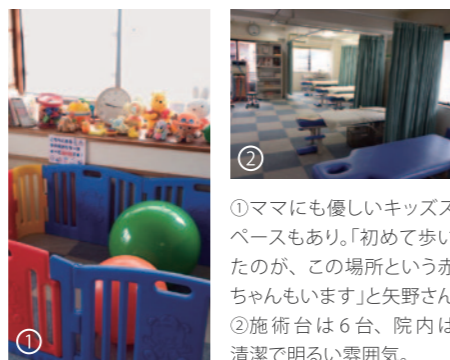 ①
②
①ママにも優しいキッズス
ペースもあり。「初めて歩い
たのが、この場所という赤
ちゃんもいます」と矢野さん
②施術台は6台、院内は
清潔で明るい雰囲気。